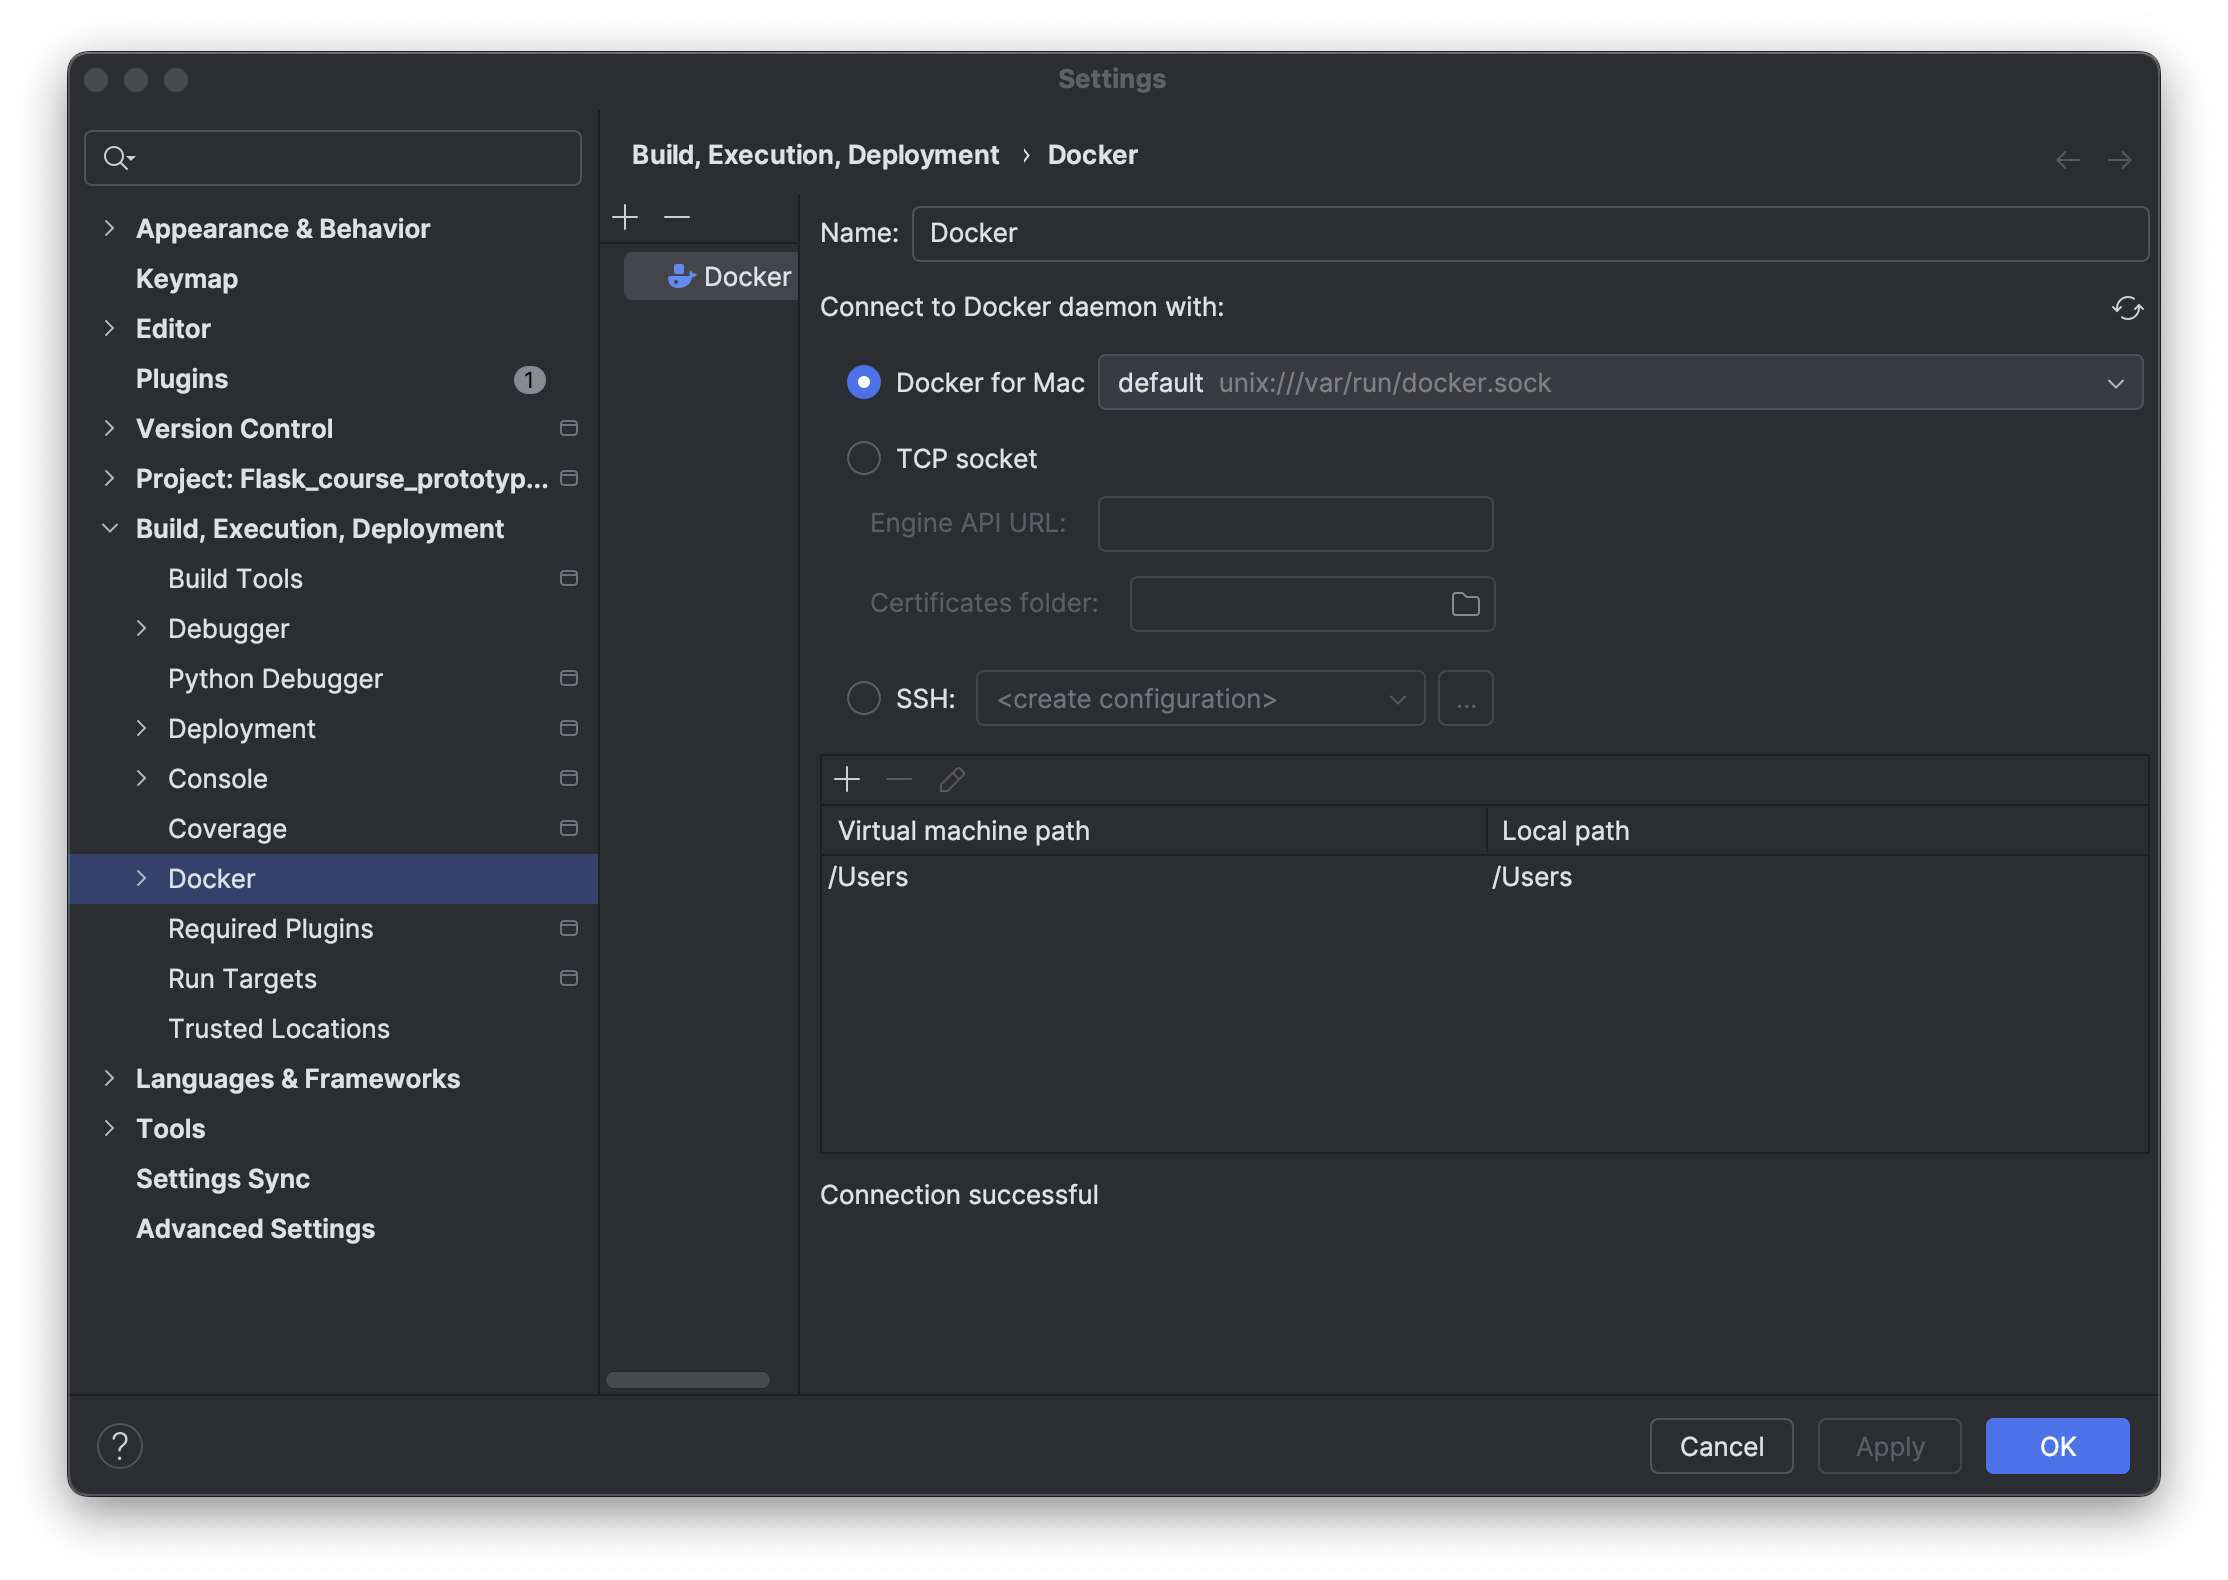 Settings
Appearance & Behavior
Keymap
Editor
Plugins
1
Version Control
Project: Flask_course_prototyp...
Build, Execution, Deployment
Build Tools
Debugger
Python Debugger
Deployment
Console
Coverage
Docker
Required Plugins
Run Targets
Trusted Locations
Languages & Frameworks
Tools
Settings Sync
Advanced Settings
Build, Execution, Deployment › Docker
Docker
Name: Docker
Connect to Docker daemon with:
Docker for Mac default unix:///var/run/docker.sock
TCP socket
Engine API URL:
Certificates folder:
SSH: <create configuration> ...
Virtual machine path Local path
/Users /Users
Connection successful
? Cancel Apply OK